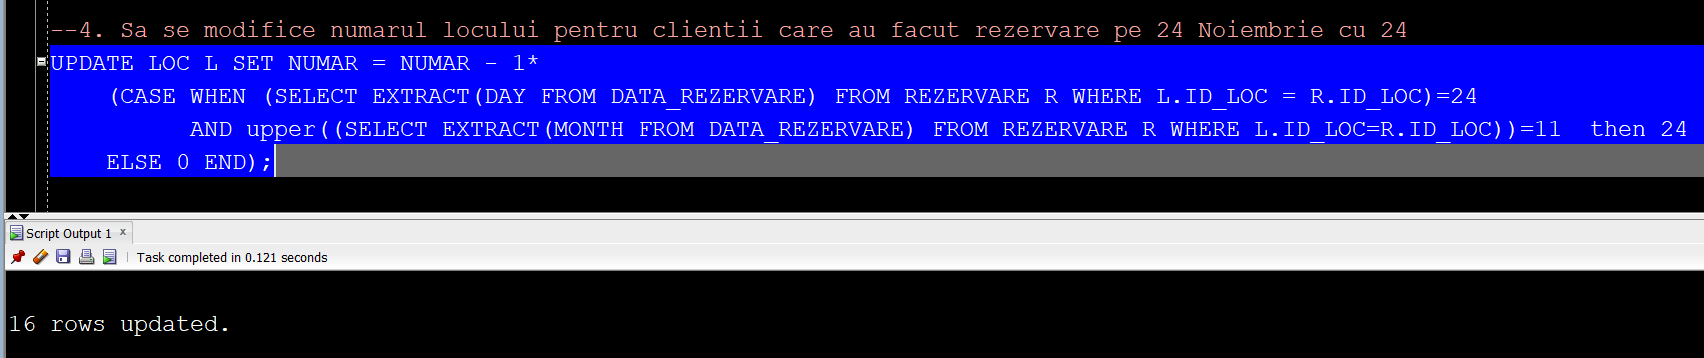 --4. Sa se modifice numarul locului pentru clientii care au facut rezervare pe 24 Noiembrie cu 24
UPDATE LOC L SET NUMAR = NUMAR - 1*
(CASE WHEN (SELECT EXTRACT(DAY FROM DATA_REZERVARE) FROM REZERVARE R WHERE L.ID_LOC = R.ID_LOC)=24
AND upper((SELECT EXTRACT(MONTH FROM DATA_REZERVARE) FROM REZERVARE R WHERE L.ID_LOC=R.ID_LOC))=11 then 24
ELSE 0 END);
Script Output 1 x
Task completed in 0.121 seconds
16 rows updated.